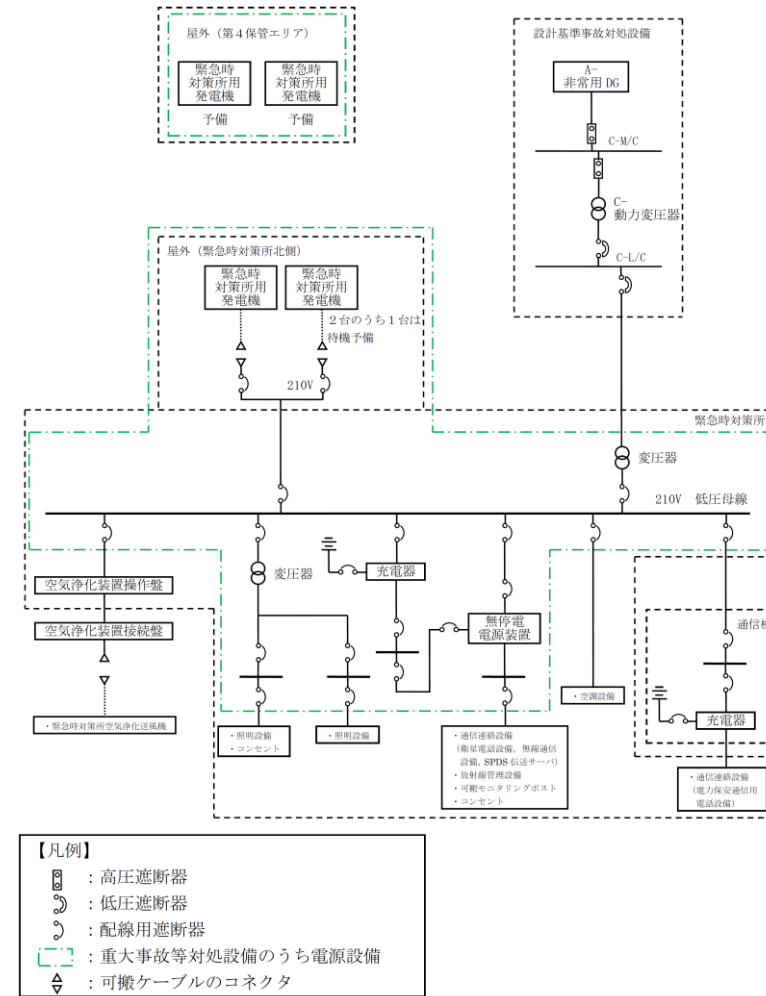 屋外（第４保管エリア）
緊急時
対策所用
発電機
緊急時
対策所用
発電機
予備
予備
設計基準事故対処設備
A-
非常用 DG
C-M/C
C-
動力変圧器
C-L/C
屋外（緊急時対策所北側）
緊急時
対策所用
発電機
緊急時
対策所用
発電機
２台のうち１台は
待機予備
210V
緊急時対策所
変圧器
210V 低圧母線
空気浄化装置操作盤
空気浄化装置接続盤
・緊急時対策所空気浄化送風機
変圧器
充電器
無停電
電源装置
・照明設備
・コンセント
・照明設備
・通信連絡設備
(衛星電話設備、無線通信
設備、SPDS 伝送サーバ)
・放射線管理設備
・可搬モニタリングポスト
・コンセント
・空調設備
通信機
充電器
・通信連絡設備
(電力保安通信用
電話設備)
【凡例】
：高圧遮断器
：低圧遮断器
：配線用遮断器
：重大事故等対処設備のうち電源設備
：可搬ケーブルのコネクタ